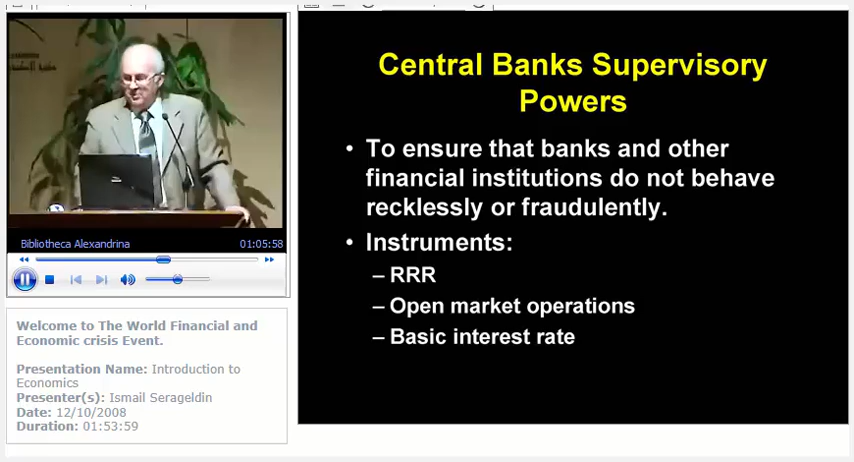 Central Banks Supervisory
Powers
• To ensure that banks and other
financial institutions do not behave
recklessly or fraudulently.
• Instruments:
– RRR
– Open market operations
– Basic interest rate
Bibliotheca Alexandrina 01:05:58
Welcome to The World Financial and
Economic crisis Event.
Presentation Name: Introduction to
Economics
Presenter(s): Ismail Serageldin
Date: 12/10/2008
Duration: 01:53:59